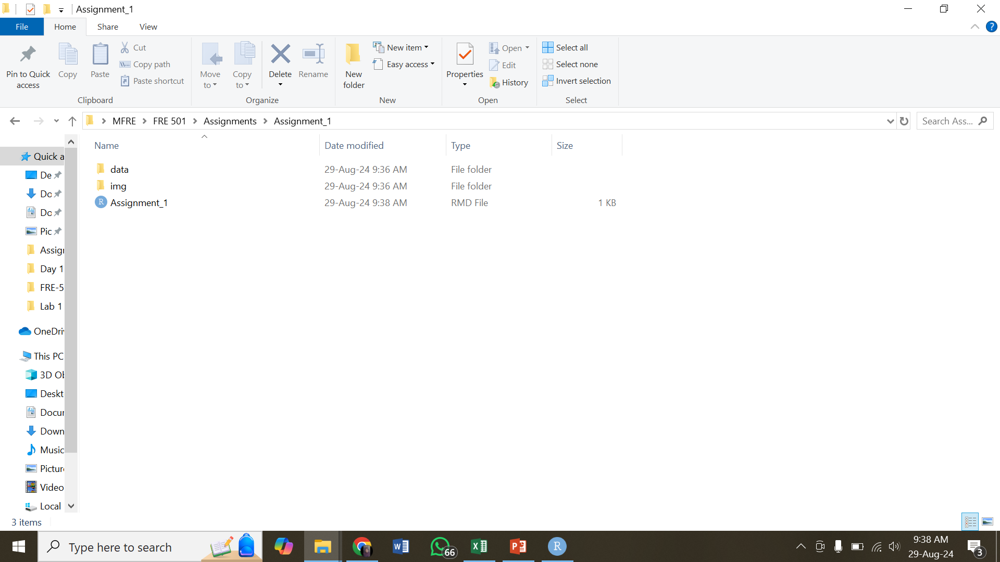 Assignment_1
File
Home
Share
View
Pin to Quick access
Copy
Paste
Cut
Copy path
Paste shortcut
Clipboard
Move to
Copy to
Delete
Rename
Organize
New folder
New item
Easy access
New
Properties
Open
Edit
History
Open
Select all
Select none
Invert selection
Select
MFRE
FRE 501
Assignments
Assignment_1
Search Ass...
Name
Date modified
Type
Size
data
29-Aug-24 9:36 AM
File folder
img
29-Aug-24 9:36 AM
File folder
R
Assignment_1
29-Aug-24 9:38 AM
RMD File
1 KB
Quick a
De
Do
Do
Pic
Assign
Day 1
FRE-5
Lab 1
OneDriv
This PC
3D Ob
Deskt
Docur
Down
Music
Pictur
Video
Local
3 items
Type here to search
66
R
9:38 AM
29-Aug-24
3